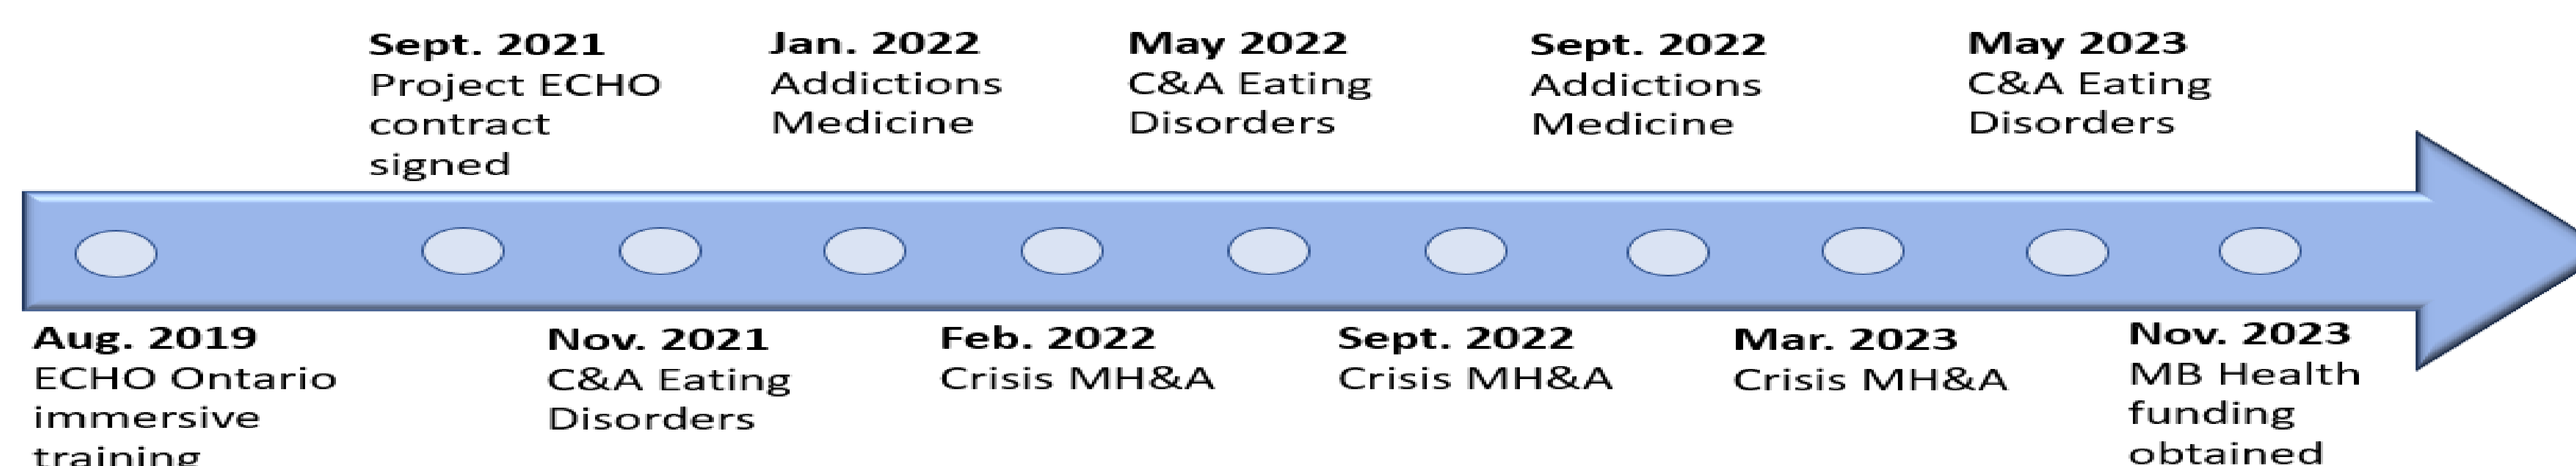 Sept. 2021
Project ECHO
contract
signed
Jan. 2022
Addictions
Medicine
May 2022
C&A Eating
Disorders
Sept. 2022
Addictions
Medicine
May 2023
C&A Eating
Disorders
Aug. 2019
ECHO Ontario
immersive
training
Nov. 2021
C&A Eating
Disorders
Feb. 2022
Crisis MH&A
Sept. 2022
Crisis MH&A
Mar. 2023
Crisis MH&A
Nov. 2023
MB Health
funding
obtained